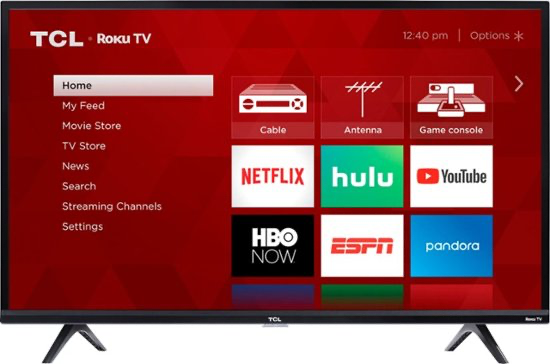 TCL • Roku TV
12:40 pm | Options
Home
My Feed
Movie Store
TV Store
News
Search
Streaming Channels
Settings
Cable
Antenna
Game console
NETFLIX
hulu
YouTube
HBO
NOW
ESPN
pandora
TCL
Roku TV